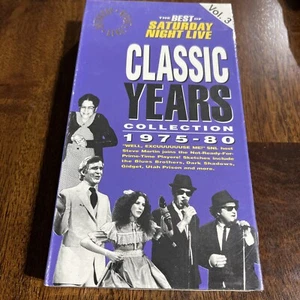 THE BEST OF
SATURDAY
NIGHT LIVE
Vol. 3
CLASSIC
YEARS
COLLECTION
1975-80
"WELL, EXCUUUUUUSE ME!" SNL host
Steve Martin joins the Not-Ready-For-
Prime-Time Players! Sketches include
the Blues Brothers, Dark Shadows,
Gidget, Utah Prison and more.